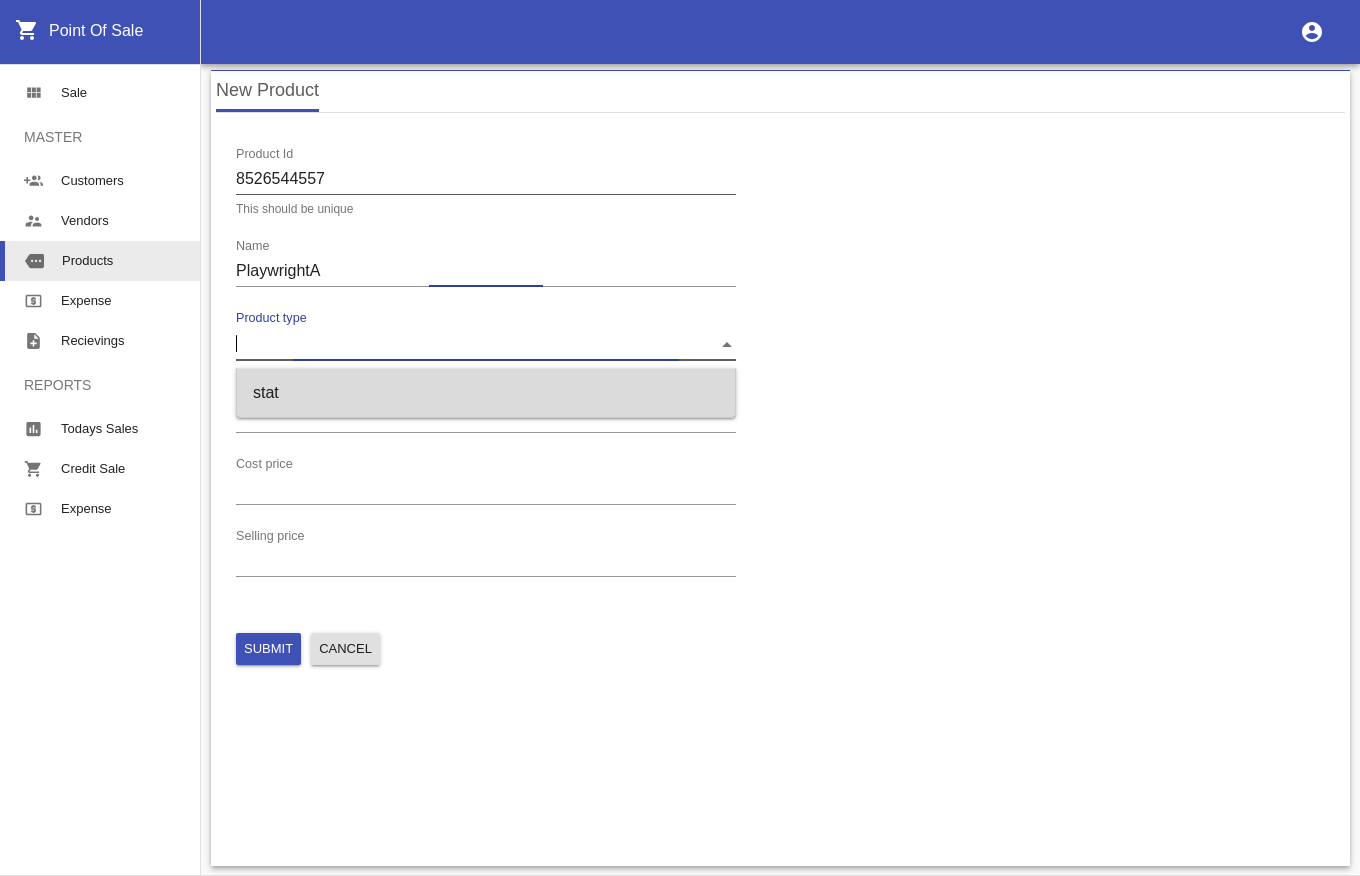 Point Of Sale
Sale
MASTER
Customers
Vendors
Products
Expense
Recievings
REPORTS
Todays Sales
Credit Sale
Expense
New Product
Product Id
8526544557
This should be unique
Name
PlaywrightA
Product type
stat
Cost price
Selling price
SUBMIT
CANCEL